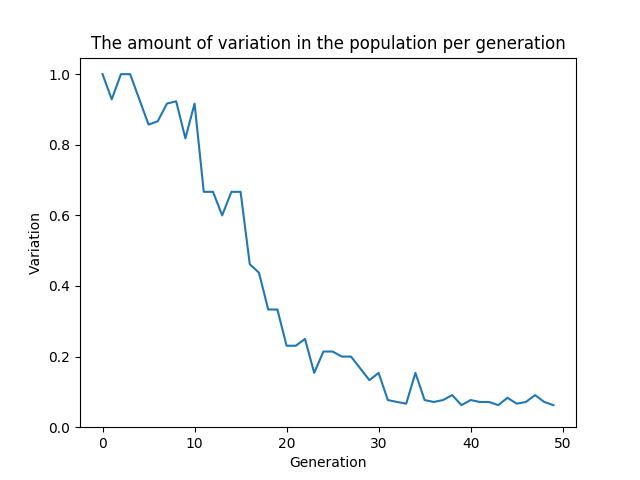 The amount of variation in the population per generation
1.0
0.8
0.6
0.4
0.2
0.0
Variation
0 10 20 30 40 50
Generation